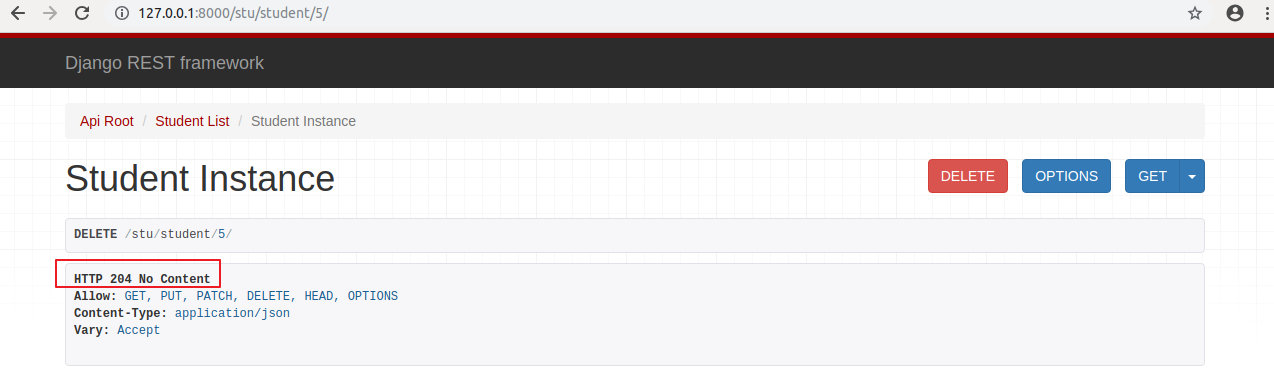 127.0.0.1:8000/stu/student/5/
Django REST framework
Api Root / Student List / Student Instance
Student Instance
DELETE OPTIONS GET
DELETE /stu/student/5/
HTTP 204 No Content
Allow: GET, PUT, PATCH, DELETE, HEAD, OPTIONS
Content-Type: application/json
Vary: Accept